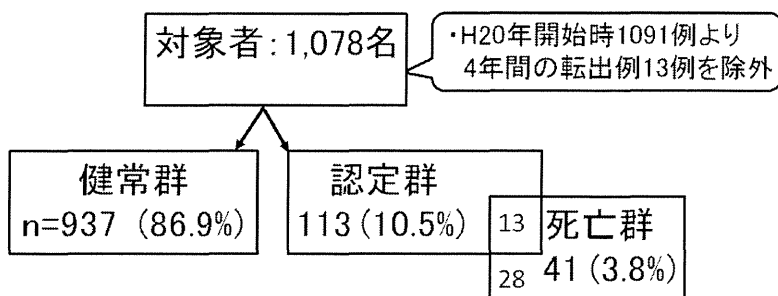 対象者:1,078名
・H20年開始時1091例より
4年間の転出例13例を除外
健常群
n=937 (86.9%)
認定群
113(10.5%)
13
死亡群
28
41(3.8%)